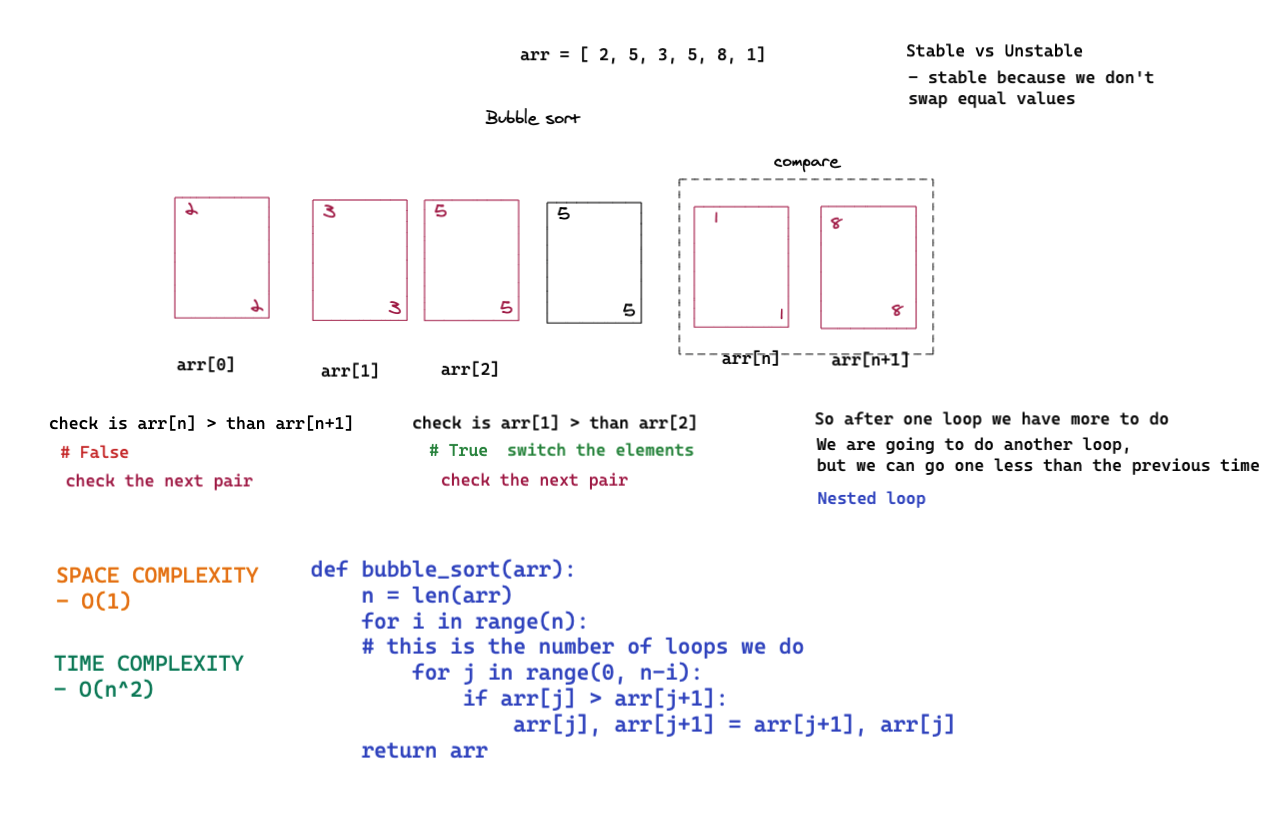 arr = [ 2, 5, 3, 5, 8, 1]
Stable vs Unstable
- stable because we don't
swap equal values
Bubble sort
compare
2
2
3
3
5
5
5
5
1
1
8
8
arr[0]
arr[1]
arr[2]
arr[n]
arr[n+1]
check is arr[n] > than arr[n+1]
# False
check the next pair
check is arr[1] > than arr[2]
# True switch the elements
check the next pair
So after one loop we have more to do
We are going to do another loop,
but we can go one less than the previous time
Nested loop
SPACE COMPLEXITY
- O(1)
TIME COMPLEXITY
- O(n^2)
def bubble_sort(arr):
    n = len(arr)
    for i in range(n):
    # this is the number of loops we do
        for j in range(0, n-i):
            if arr[j] > arr[j+1]:
                arr[j], arr[j+1] = arr[j+1], arr[j]
    return arr